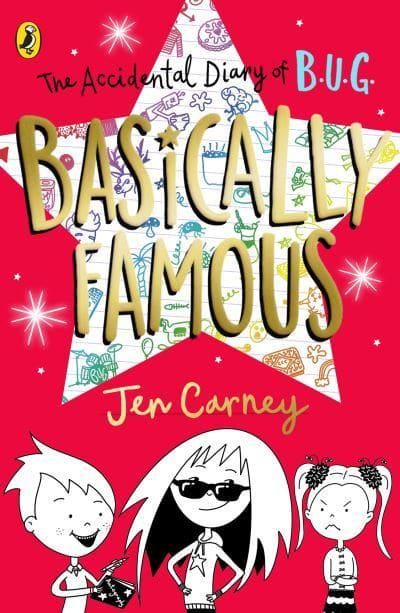 The Accidental Diary of B.U.G.
BASiCALLY
FAMOUS
Jen Carney